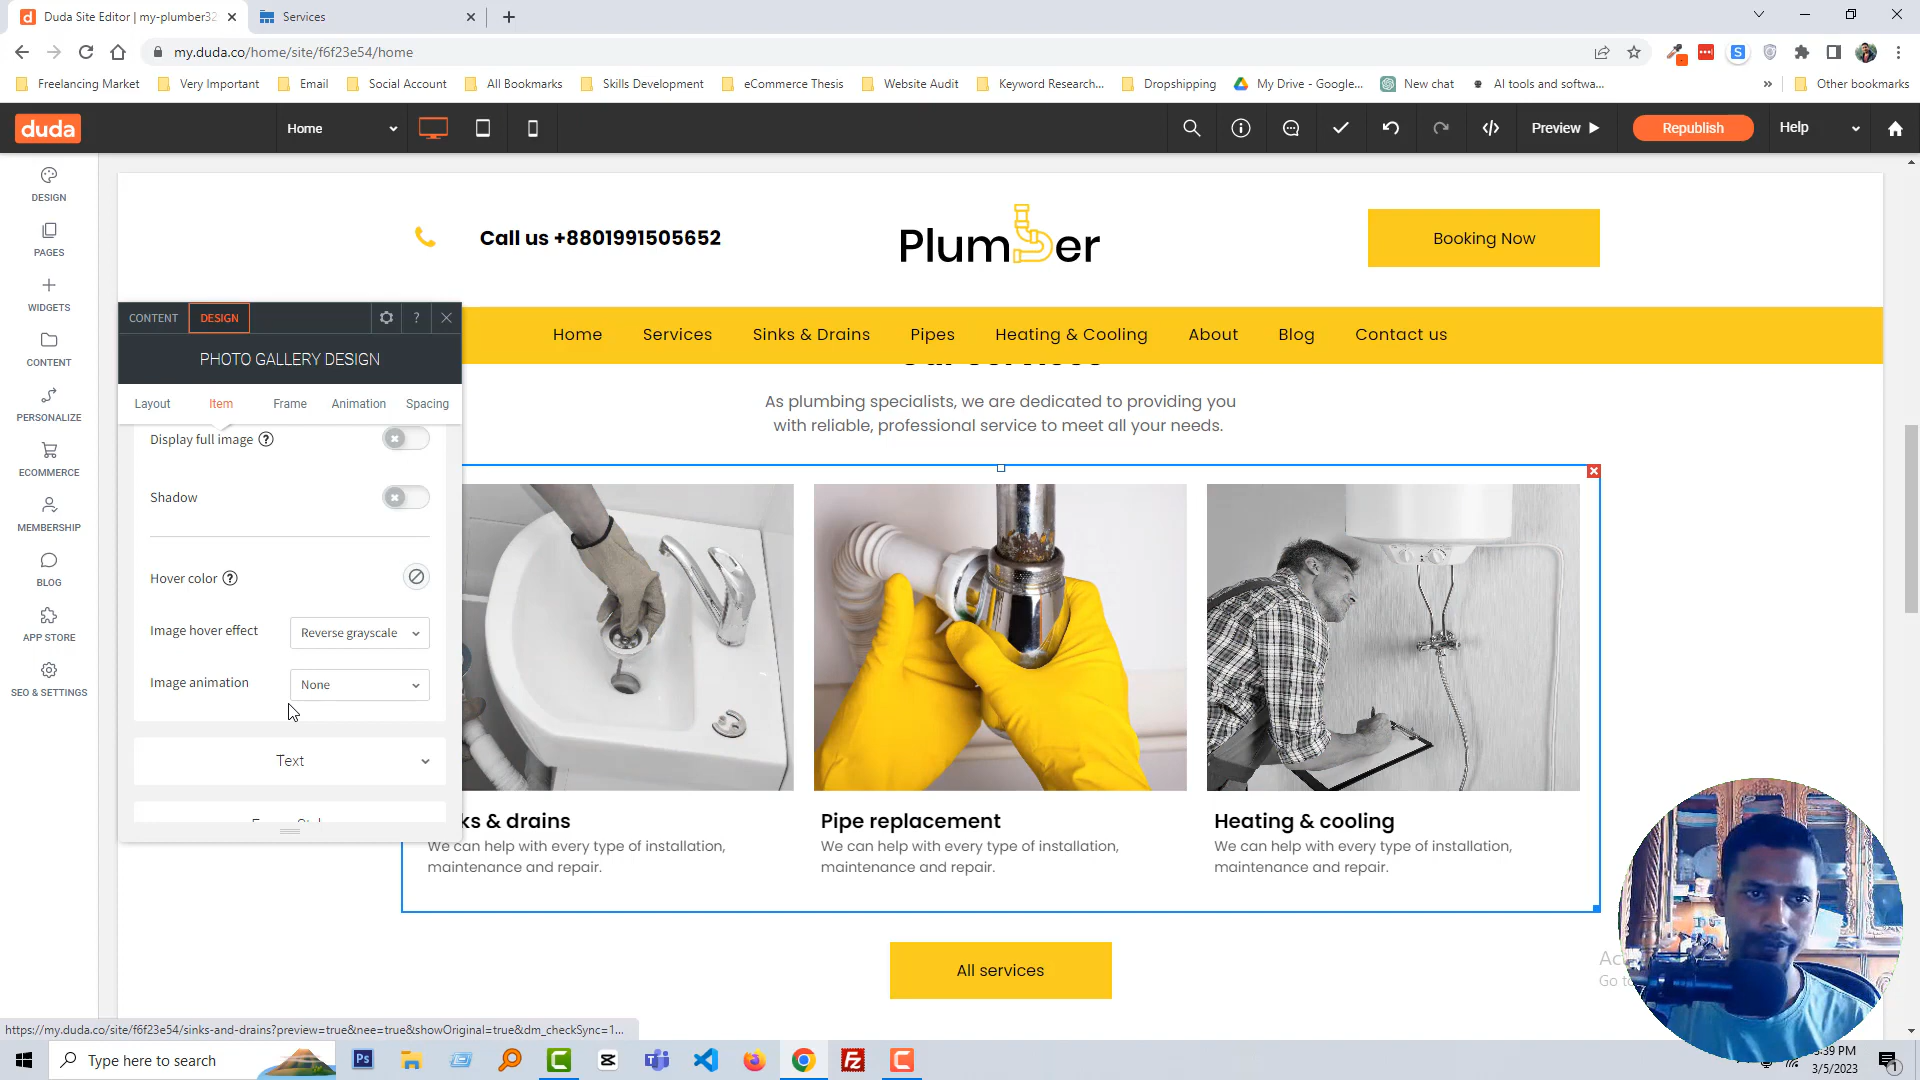 Duda Site Editor | my-plumber32
Services
my.duda.co/home/site/f6f23e54/home
Freelancing Market
Very Important
Email
Social Account
All Bookmarks
Skills Development
eCommerce Thesis
Website Audit
Keyword Research...
Dropshipping
My Drive - Google...
New chat
AI tools and softwa...
Other bookmarks
duda
Home
Preview
Republish
Help
DESIGN
PAGES
WIDGETS
CONTENT
PERSONALIZE
ECOMMERCE
MEMBERSHIP
BLOG
APP STORE
SEO & SETTINGS
Call us +8801991505652
Plumber
Booking Now
Home
Services
Sinks & Drains
Pipes
Heating & Cooling
About
Blog
Contact us
CONTENT
DESIGN
PHOTO GALLERY DESIGN
Layout
Item
Frame
Animation
Spacing
Display full image
Shadow
Hover color
Image hover effect
Reverse grayscale
Image animation
None
Text
As plumbing specialists, we are dedicated to providing you
with reliable, professional service to meet all your needs.
ks & drains
We can help with every type of installation,
maintenance and repair.
Pipe replacement
We can help with every type of installation,
maintenance and repair.
Heating & cooling
We can help with every type of installation,
maintenance and repair.
All services
Go to
https://my.duda.co/site/f6f23e54/sinks-and-drains?preview=true&nee=true&showOriginal=true&dm_checkSync=1...
Type here to search
:39 PM
3/5/2023